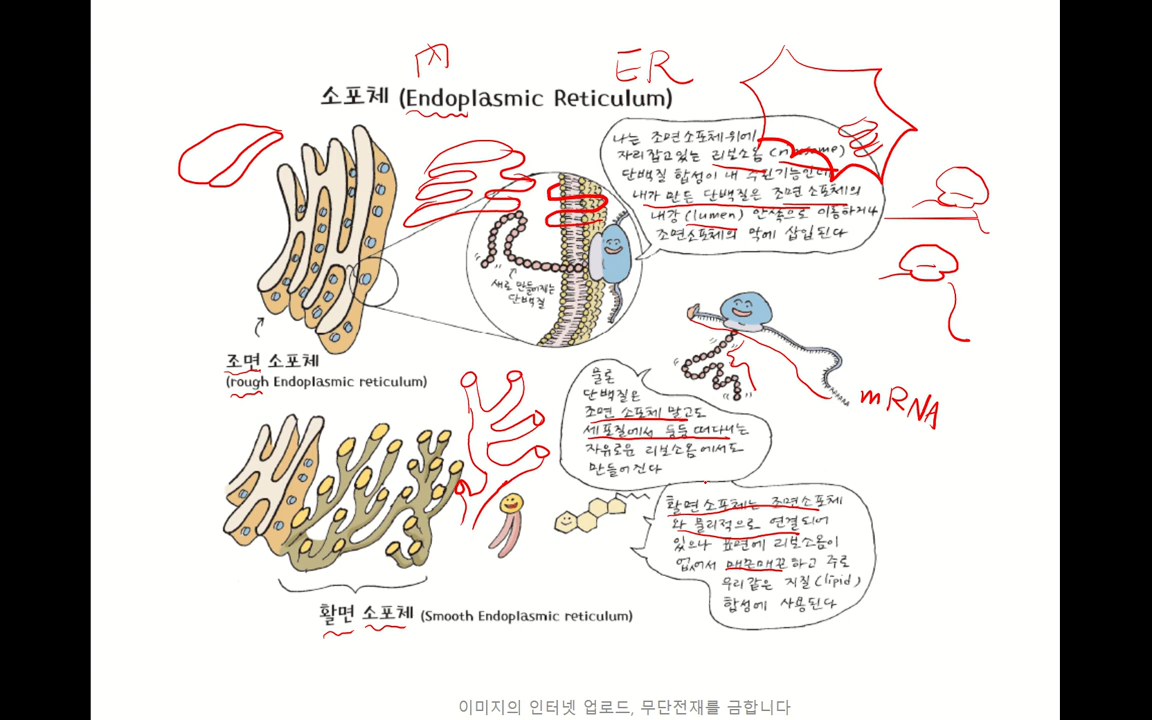 内
ER
소포체 (Endoplasmic Reticulum)
나는 조면소포체위에
자리잡고있는 리보소옴
단백질 합성이 내 주된기능인데
내가 만든 단백질은 조면소포체의
내강(lumen) 안쪽으로 이동하거나
조면소포체의 막에 삽입된다
새로 만들어지는
단백질
조면 소포체
(rough Endoplasmic reticulum)
mRNA
물론
단백질은
조면 소포체 말고도
세포질에서 둥둥 떠다니는
자유로운 리보소옴에서도
만들어진다
활면소포체는 조면소포체
와 물리적으로 연결되어
있으나 표면에 리보소옴이
없어서 매끈매끈하고 주로
우리같은 지질(lipid)
합성에 사용된다
활면 소포체 (Smooth Endoplasmic reticulum)
이미지의 인터넷 업로드, 무단전재를 금합니다